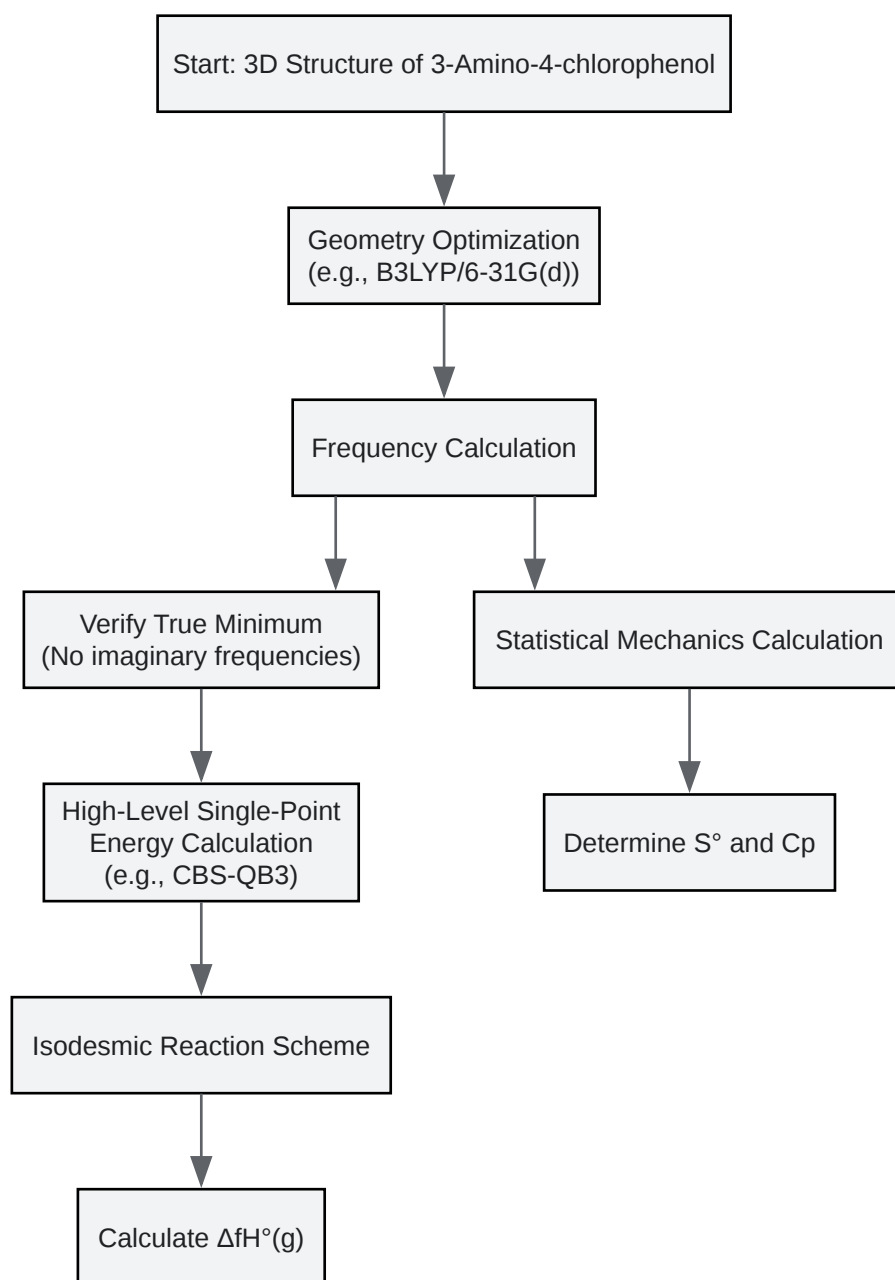 Start: 3D Structure of 3-Amino-4-chlorophenol
Geometry Optimization
(e.g., B3LYP/6-31G(d))
Frequency Calculation
Verify True Minimum
(No imaginary frequencies)
Statistical Mechanics Calculation
High-Level Single-Point
Energy Calculation
(e.g., CBS-QB3)
Determine S° and Cp
Isodesmic Reaction Scheme
Calculate ΔfH°(g)